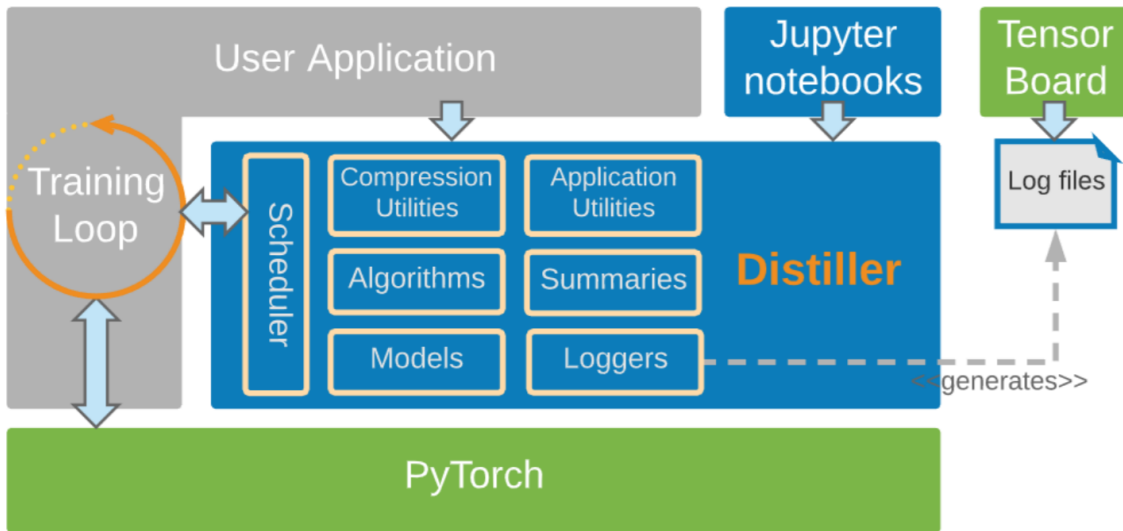 User Application
Jupyter
notebooks
Tensor
Board
Training
Loop
Scheduler
Compression
Utilities
Application
Utilities
Algorithms
Summaries
Models
Loggers
Distiller
Log files
<<generates>>
PyTorch